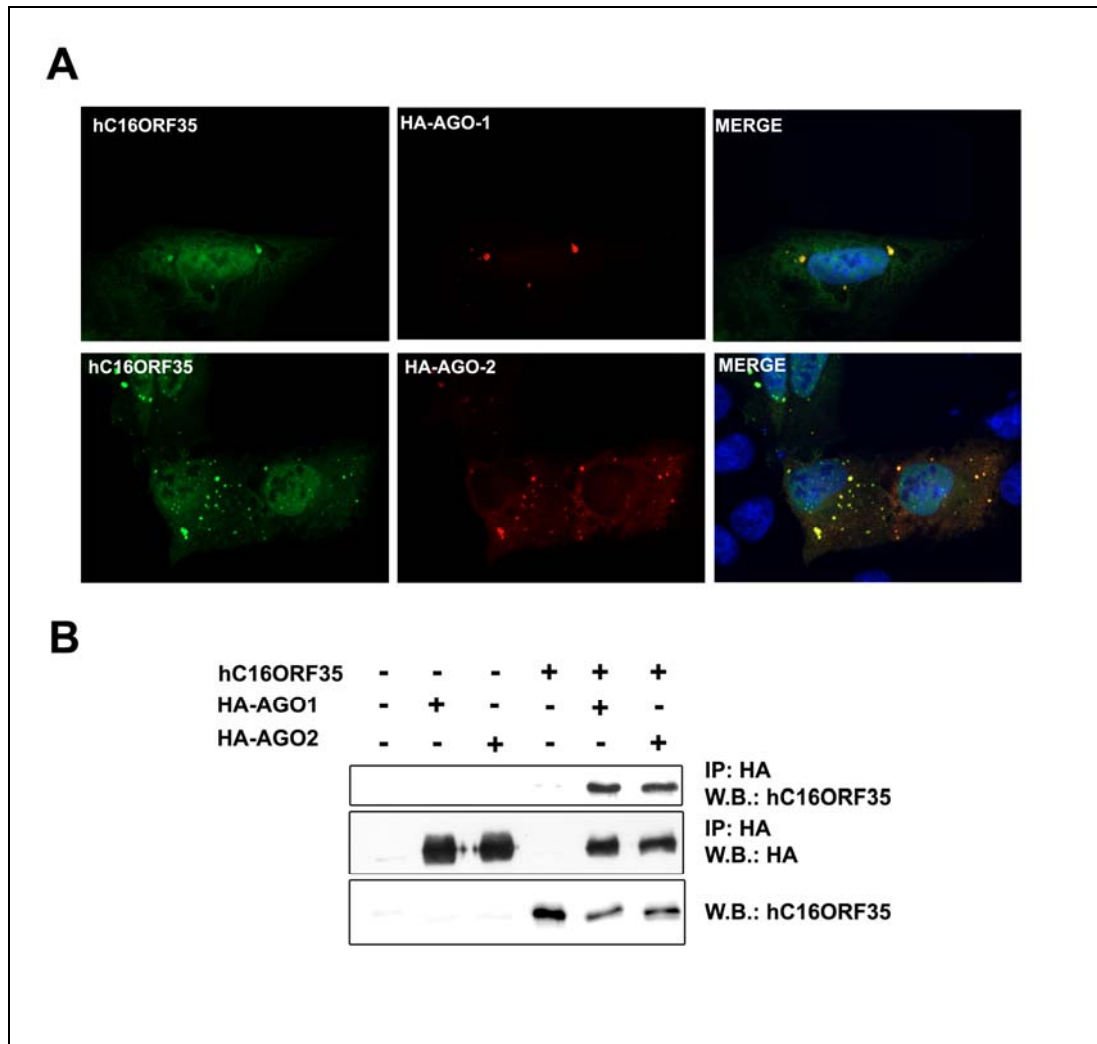 A
hC16ORF35 HA-AGO-1 MERGE
hC16ORF35 HA-AGO-2 MERGE
B
hC16ORF35 - - - + + +
HA-AGO1 - + - - + -
HA-AGO2 - - + - - +
IP: HA
W.B.: hC16ORF35
IP: HA
W.B.: HA
W.B.: hC16ORF35